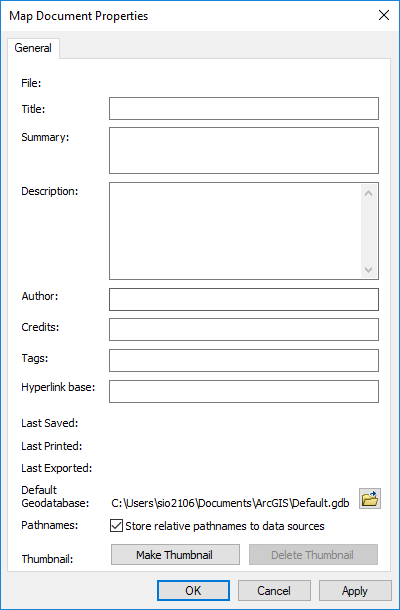 Map Document Properties
General
File:
Title:
Summary:
Description:
Author:
Credits:
Tags:
Hyperlink base:
Last Saved:
Last Printed:
Last Exported:
Default
Geodatabase: C:\Users\sio2106\Documents\ArcGIS\Default.gdb
Pathnames: Store relative pathnames to data sources
Thumbnail: Make Thumbnail Delete Thumbnail
OK Cancel Apply